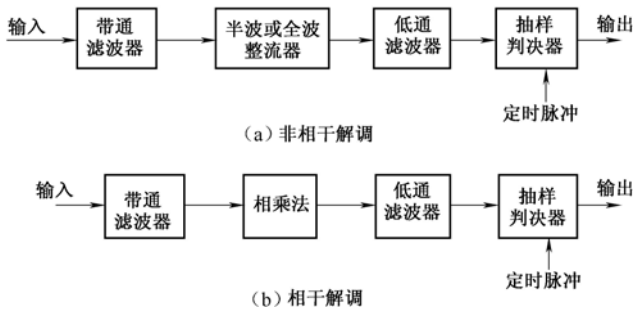 输入
带通
滤波器
半波或全波
整流器
低通
滤波器
抽样
判决器
输出
定时脉冲
(a)非相干解调
输入
带通
滤波器
相乘法
低通
滤波器
抽样
判决器
输出
定时脉冲
(b)相干解调